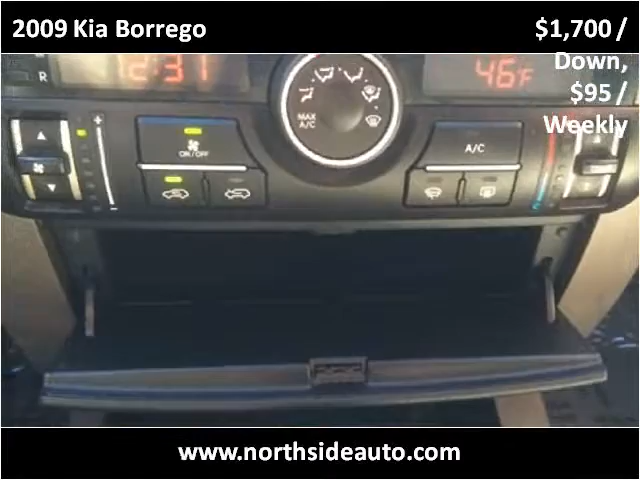 2009 Kia Borrego
$1,700 /
Down,
$95 /
Weekly
R
12:31
46°F
MAX
A/C
ON/OFF
A/C
+
-
www.northsideauto.com